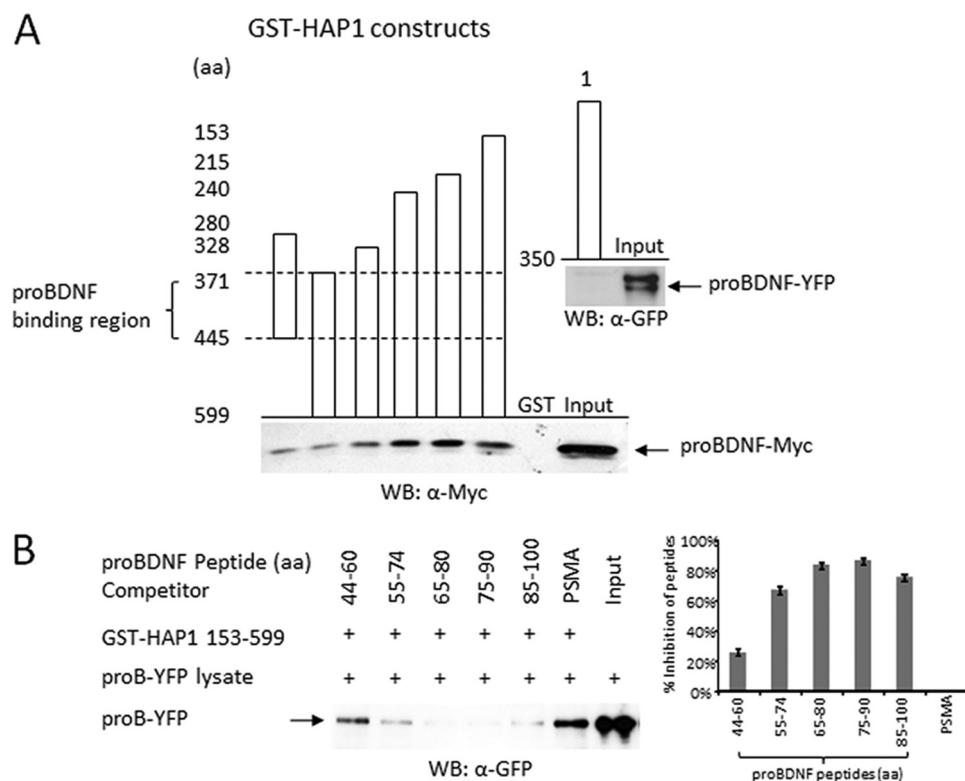 A
GST-HAP1 constructs
(aa)
1
153
215
240
280
328
371
445
599
proBDNF
binding region
350
Input
proBDNF-YFP
WB: α-GFP
GST Input
proBDNF-Myc
WB: α-Myc
B
proBDNF Peptide (aa)
Competitor
44-60
55-74
65-80
75-90
85-100
PSMA
Input
GST-HAP1 153-599
+ + + + + +
proB-YFP lysate
+ + + + + + +
proB-YFP
WB: α-GFP
% Inhibition of peptides
100%
80%
60%
40%
20%
0%
44-60
55-74
65-80
75-90
85-100
PSMA
proBDNF peptides (aa)